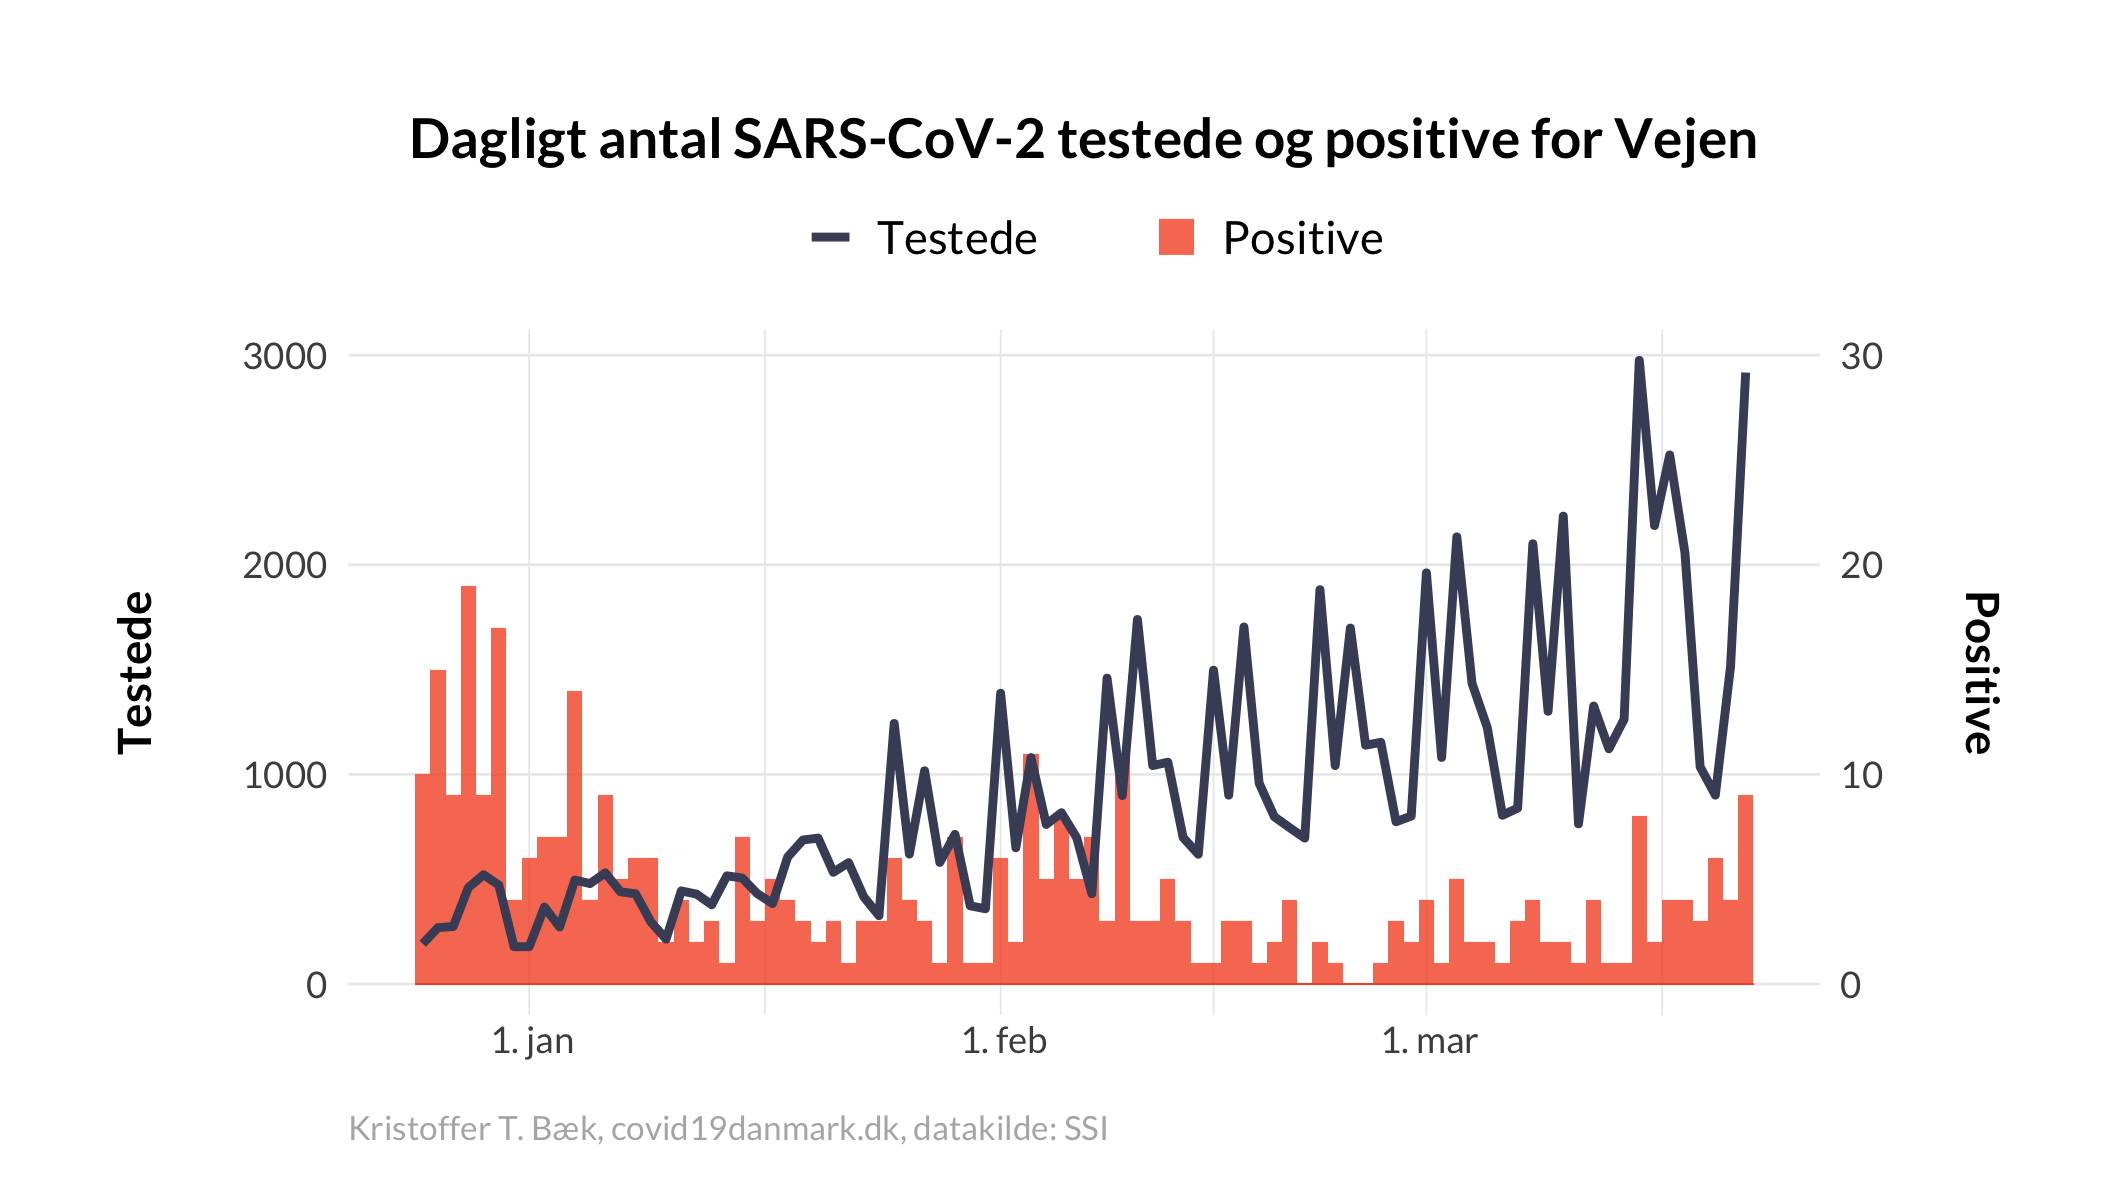 Dagligt antal SARS-CoV-2 testede og positive for Vejen
Testede
Positive
3000
2000
1000
0
30
20
10
0
Testede
Positive
1. jan
1. feb
1. mar
Kristoffer T. Bæk, covid19danmark.dk, datakilde: SSI